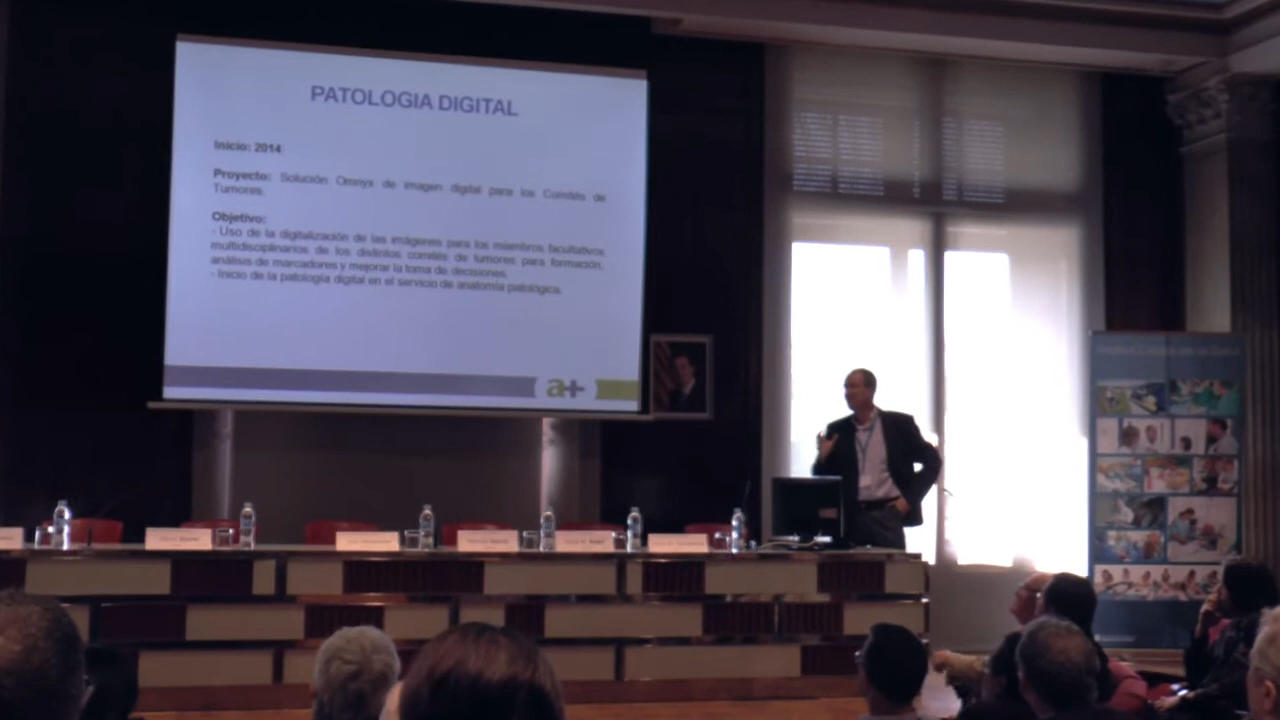 PATOLOGIA DIGITAL
Inicio: 2014
Proyecto: Solución Omnyx de imagen digital para los Comités de
Tumores.
Objetivo:
- Uso de la digitalización de las imágenes para los miembros facultativos
multidisciplinarios de los distintos comités de tumores para formación,
análisis de marcadores y mejorar la toma de decisiones.
- Inicio de la patología digital en el servicio de anatomía patológica.
a+